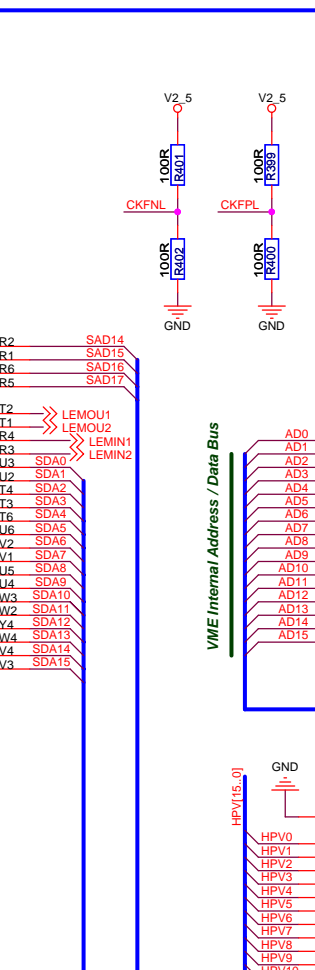 V2_5 V2_5
100R R401 100R R399
CKFNL CKFPL
100R R402 100R R400
GND GND
R2 SAD14
R1 SAD15
R6 SAD16
R5 SAD17
T2 LEMOU1
T1 LEMOU2
R4 LEMIN1
R3 LEMIN2
U3 SDA0
U2 SDA1
T4 SDA2
T3 SDA3
T6 SDA4
U6 SDA5
V2 SDA6
V1 SDA7
U5 SDA8
U4 SDA9
W3 SDA10
W2 SDA11
Y4 SDA12
W4 SDA13
V4 SDA14
V3 SDA15
VME Internal Address / Data Bus
AD0
AD1
AD2
AD3
AD4
AD5
AD6
AD7
AD8
AD9
AD10
AD11
AD12
AD13
AD14
AD15
GND
HPV[15..0]
HPV0
HPV1
HPV2
HPV3
HPV4
HPV5
HPV6
HPV7
HPV8
HPV9
HPV10